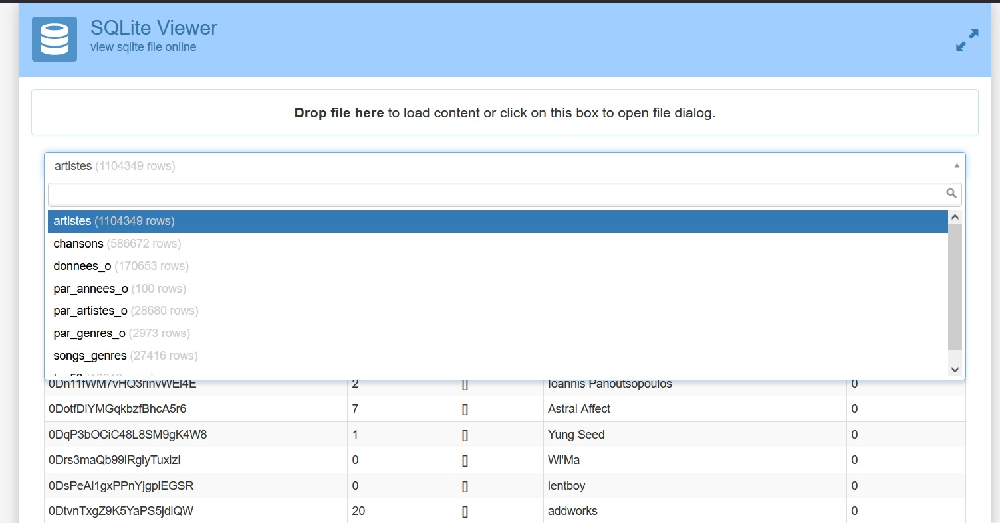 SQLite Viewer
view sqlite file online
Drop file here to load content or click on this box to open file dialog.
artistes (1104349 rows)
artistes (1104349 rows)
chansons (586672 rows)
donnees_o (170653 rows)
par_annees_o (100 rows)
par_artistes_o (28680 rows)
par_genres_o (2973 rows)
songs_genres (27416 rows)
2 [] Ioannis Panoutsopoulos 0
0DotfDlYMGqkbzfBhcA5r6 7 [] Astral Affect 0
0DqP3bOCiC48L8SM9gK4W8 1 [] Yung Seed 0
0Drs3maQb99iRglyTuxizI 0 [] Wi'Ma 0
0DsPeAi1gxPPnYjgpiEGSR 0 [] lentboy 0
0DtvnTxgZ9K5YaPS5jdlQW 20 [] addworks 0